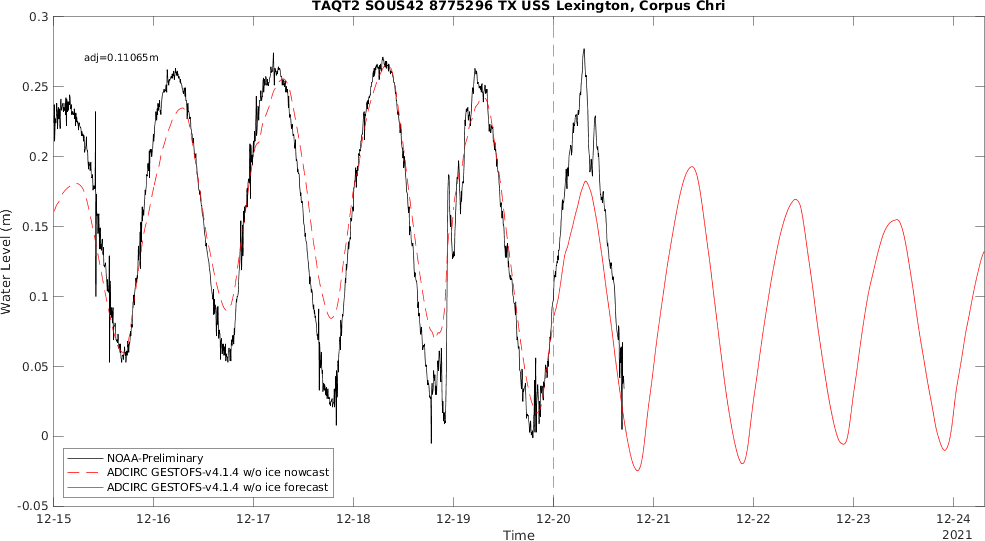 TAQT2 SOUS42 8775296 TX USS Lexington, Corpus Chri
adj=0.11065m
Water Level (m)
0.3
0.25
0.2
0.15
0.1
0.05
0
-0.05
NOAA-Preliminary
ADCIRC GESTOFS-v4.1.4 w/o ice nowcast
ADCIRC GESTOFS-v4.1.4 w/o ice forecast
12-15 12-16 12-17 12-18 12-19 12-20 12-21 12-22 12-23 12-24
Time
2021